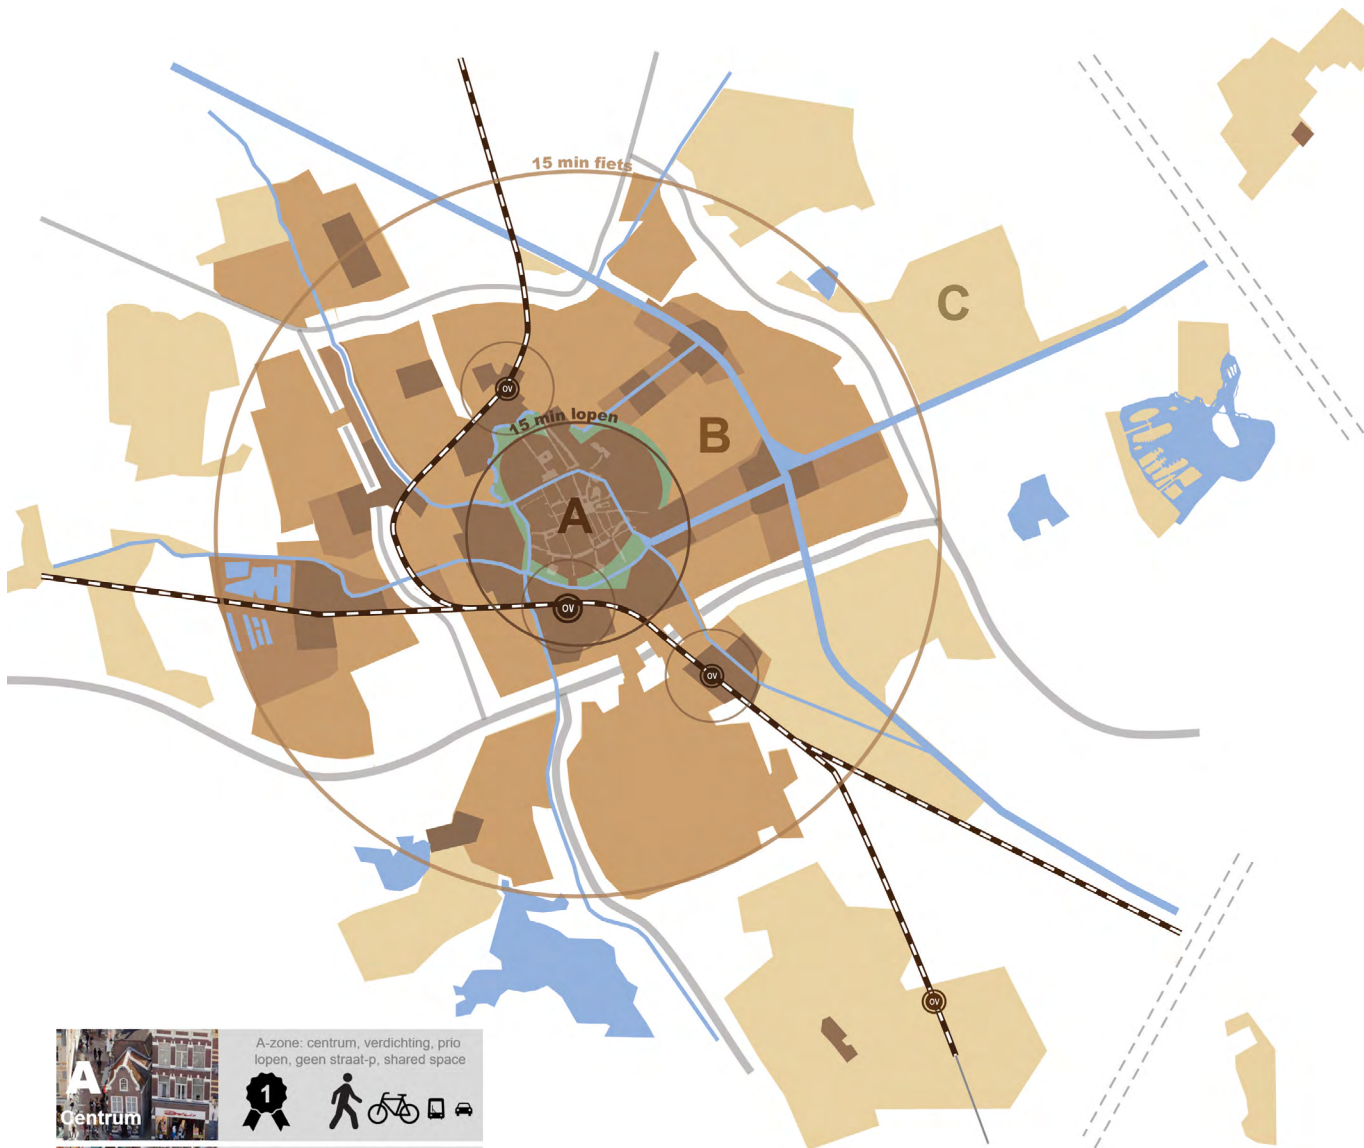 15 min fiets
C
OV
15 min lopen
B
A
OV
OV
OV
A
Centrum
A-zone: centrum, verdichting, prio
lopen, geen straat-p, shared space
1